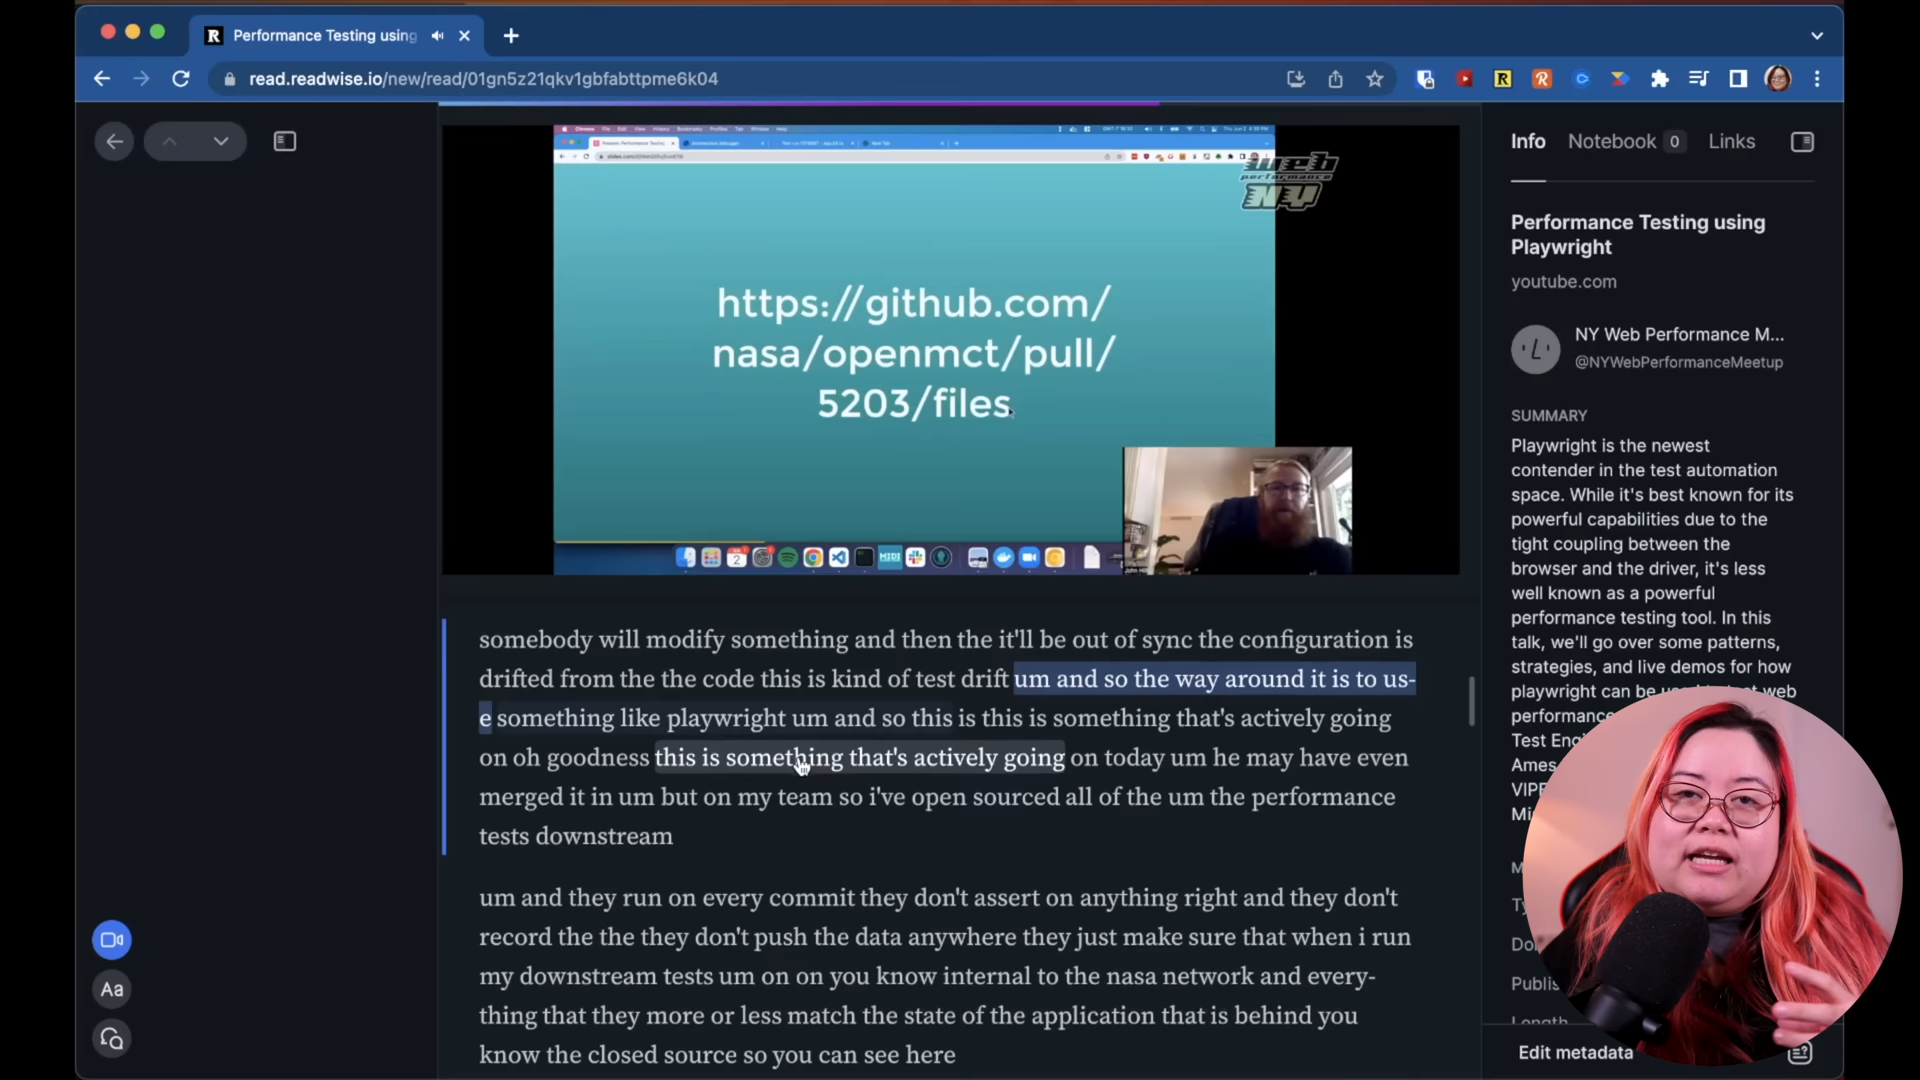 Performance Testing using
read.readwise.io/new/read/01gn5z21qkv1gbfabttpme6k04
web
performance
NY
https://github.com/
nasa/openmct/pull/
5203/files
MIDI
somebody will modify something and then the it'll be out of sync the configuration is
drifted from the the code this is kind of test drift um and so the way around it is to us-
e something like playwright um and so this is this is something that's actively going
on oh goodness this is something that's actively going on today um he may have even
merged it in um but on my team so i've open sourced all of the um the performance
tests downstream
um and they run on every commit they don't assert on anything right and they don't
record the the they don't push the data anywhere they just make sure that when i run
my downstream tests um on on you know internal to the nasa network and every-
thing that they more or less match the state of the application that is behind you
know the closed source so you can see here
Aa
Info Notebook 0 Links
Performance Testing using
Playwright
youtube.com
NY Web Performance M...
@NYWebPerformanceMeetup
SUMMARY
Playwright is the newest
contender in the test automation
space. While it's best known for its
powerful capabilities due to the
tight coupling between the
browser and the driver, it's less
well known as a powerful
performance testing tool. In this
talk, we'll go over some patterns,
strategies, and live demos for how
playwright can be
web
performance
Test Eng
Ames
VIPE
Mi
Publis
Length
Edit metadata